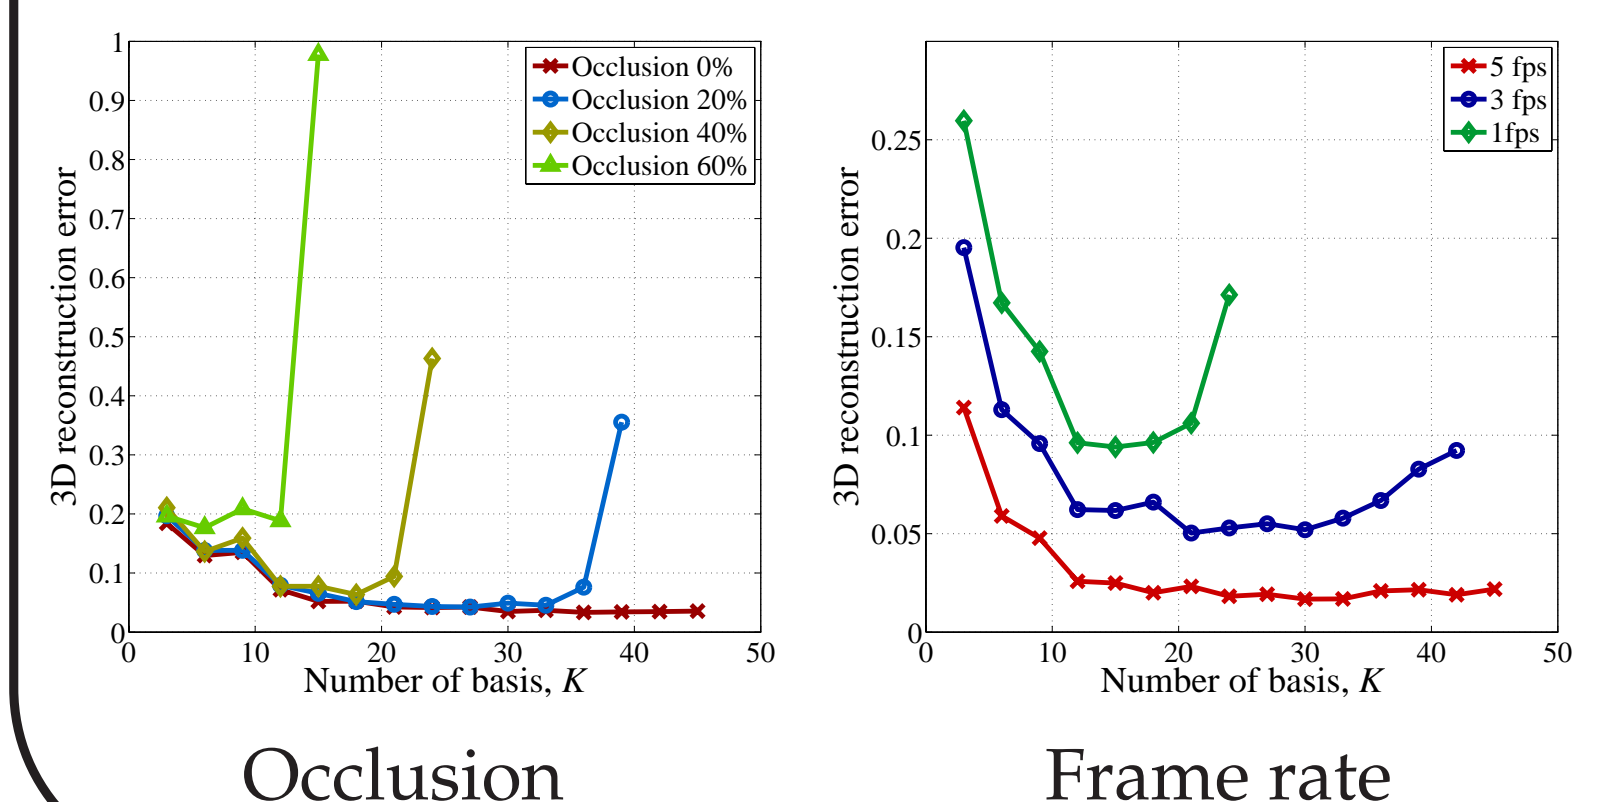 1
0.9
0.8
0.7
0.6
0.5
0.4
0.3
0.2
0.1
0
3D reconstruction error
Occlusion 0%
Occlusion 20%
Occlusion 40%
Occlusion 60%
0 10 20 30 40 50
Number of basis, K
Occlusion
0.25
0.2
0.15
0.1
0.05
0
3D reconstruction error
5 fps
3 fps
1fps
0 10 20 30 40 50
Number of basis, K
Frame rate